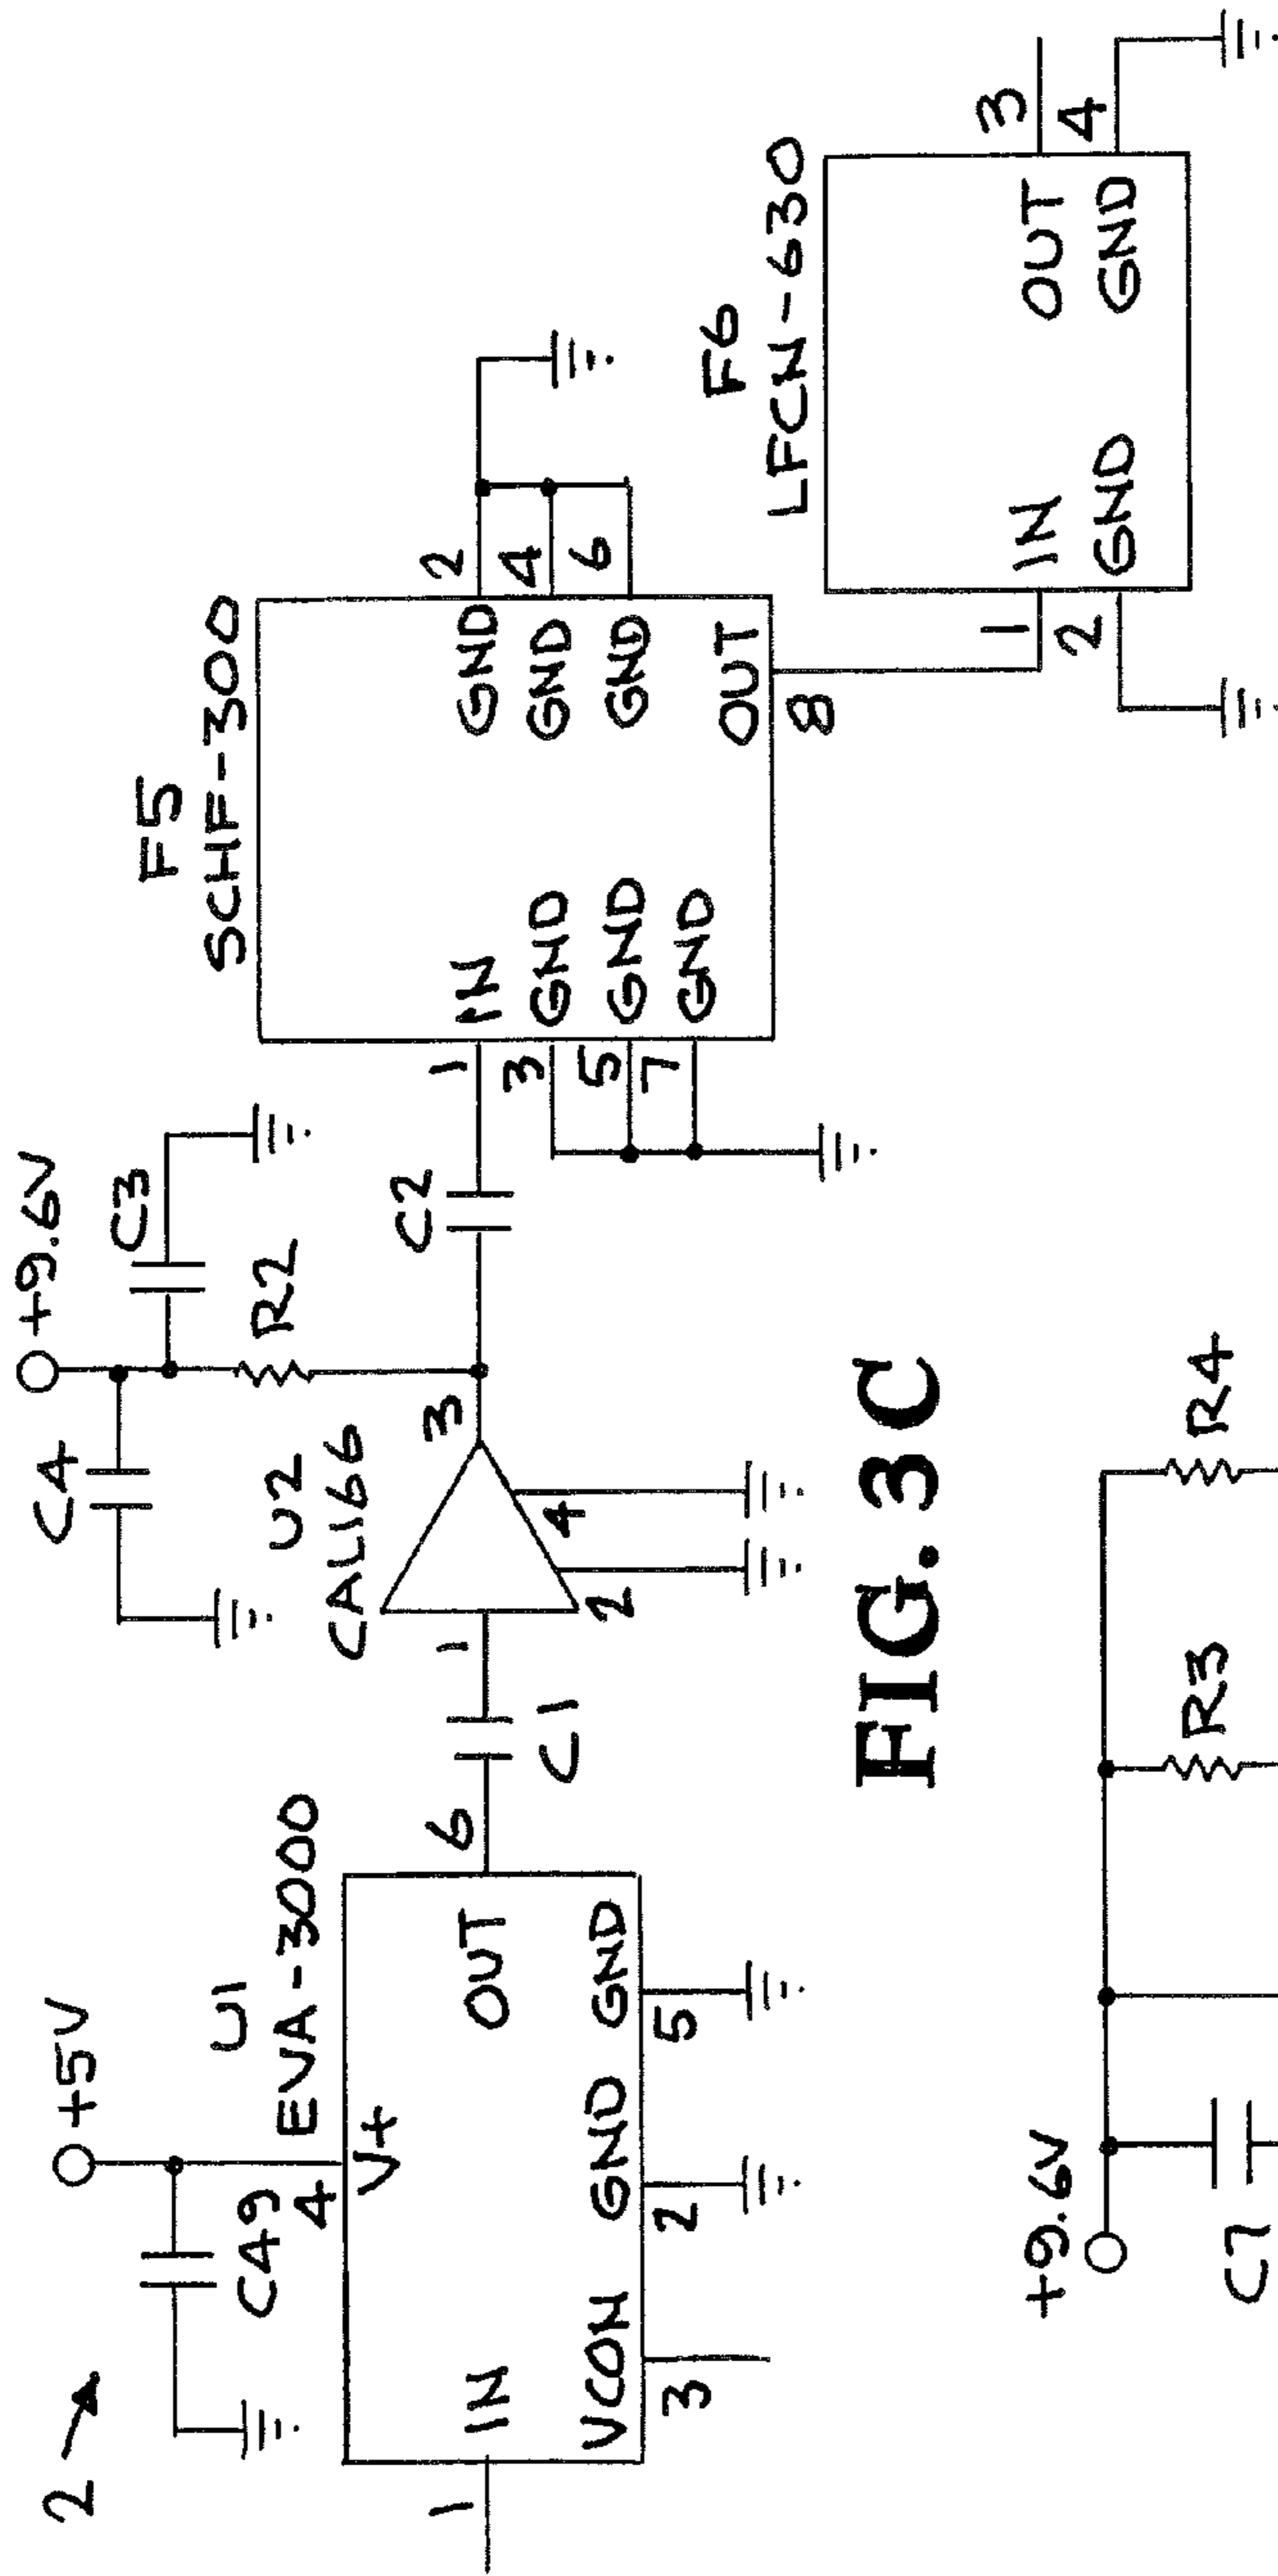 2
+5V
C49
4
U1
EVA-3000
V+
1
IN
OUT
6
VCON
GND
GND
3
2
5
C1
+9.6V
C4
C3
R2
U2
CAL166
1
3
2
4
C2
F5
SCHF-300
1
IN
3
GND
5
GND
7
GND
GND
2
GND
4
GND
6
OUT
8
F6
LFCN-630
1
IN
2
GND
OUT
3
GND
4
FIG. 3C
+9.6V
C7
R3
R4